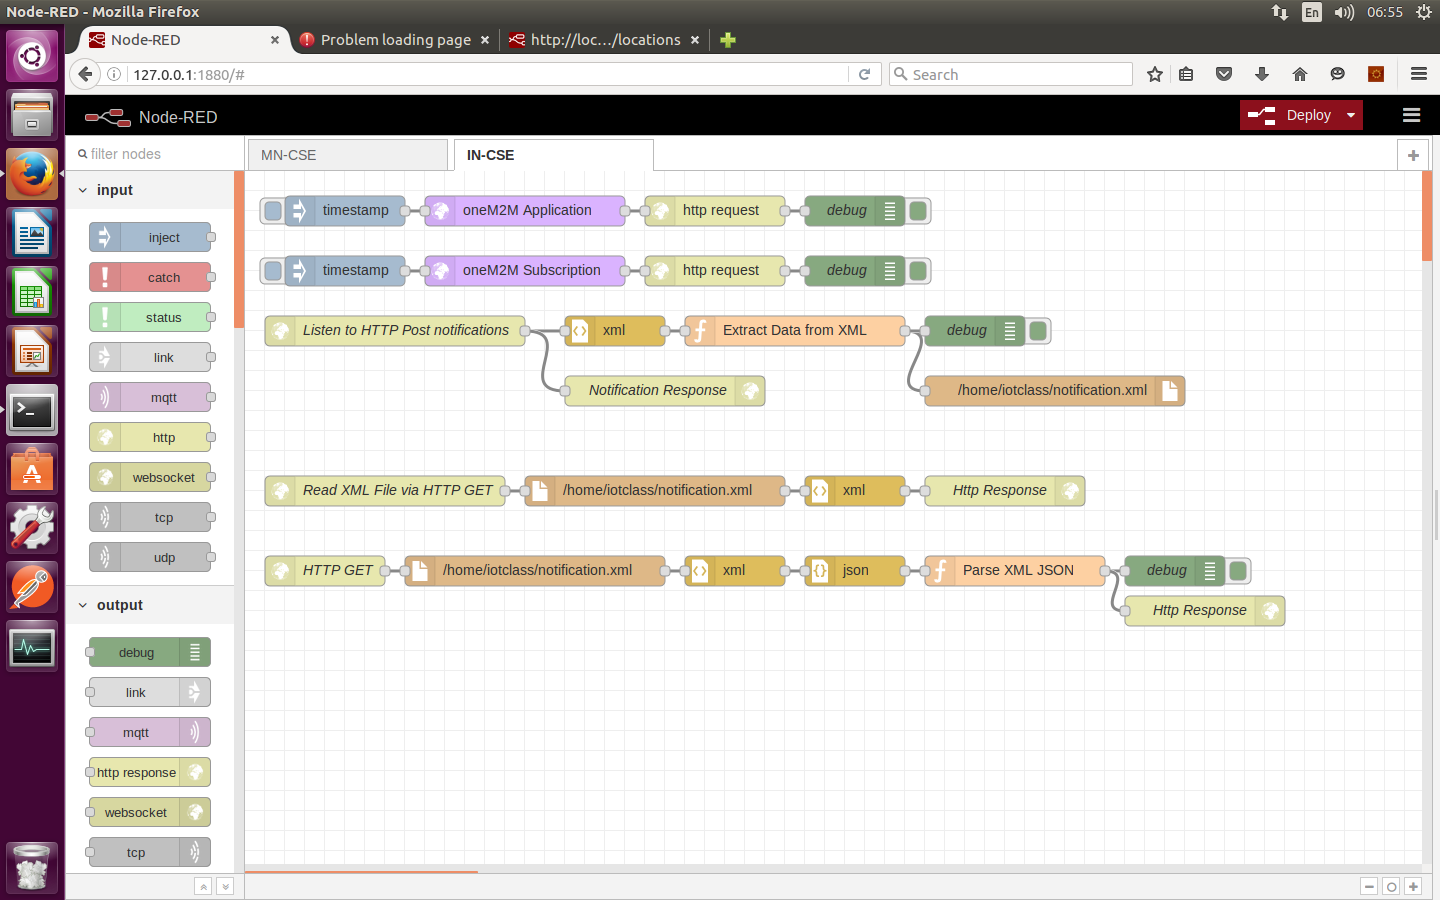 Node-RED - Mozilla Firefox
En
06:55
Node-RED
Problem loading page
http://loc.../locations
127.0.0.1:1880/#
Search
Node-RED
Deploy
filter nodes
MN-CSE
IN-CSE
input
inject
catch
status
link
mqtt
http
websocket
tcp
udp
output
debug
link
mqtt
http response
websocket
tcp
timestamp
oneM2M Application
http request
debug
timestamp
oneM2M Subscription
http request
debug
Listen to HTTP Post notifications
xml
Extract Data from XML
debug
Notification Response
/home/iotclass/notification.xml
Read XML File via HTTP GET
/home/iotclass/notification.xml
xml
Http Response
HTTP GET
/home/iotclass/notification.xml
xml
json
Parse XML JSON
debug
Http Response